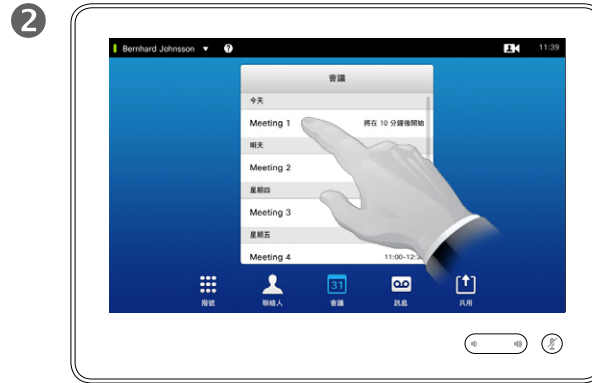 2
Bernhard Johnsson ▼ ? 11:39
會議
今天
Meeting 1 將在 10 分鐘後開始
明天
Meeting 2
星期四
Meeting 3
星期五
Meeting 4 11:00-12:3
31
撥號 聯絡人 會議 訊息 共用